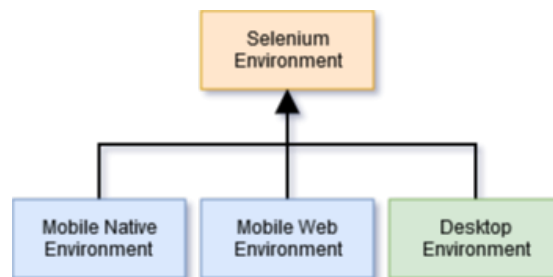 Selenium
Environment
Mobile Native
Environment
Mobile Web
Environment
Desktop
Environment